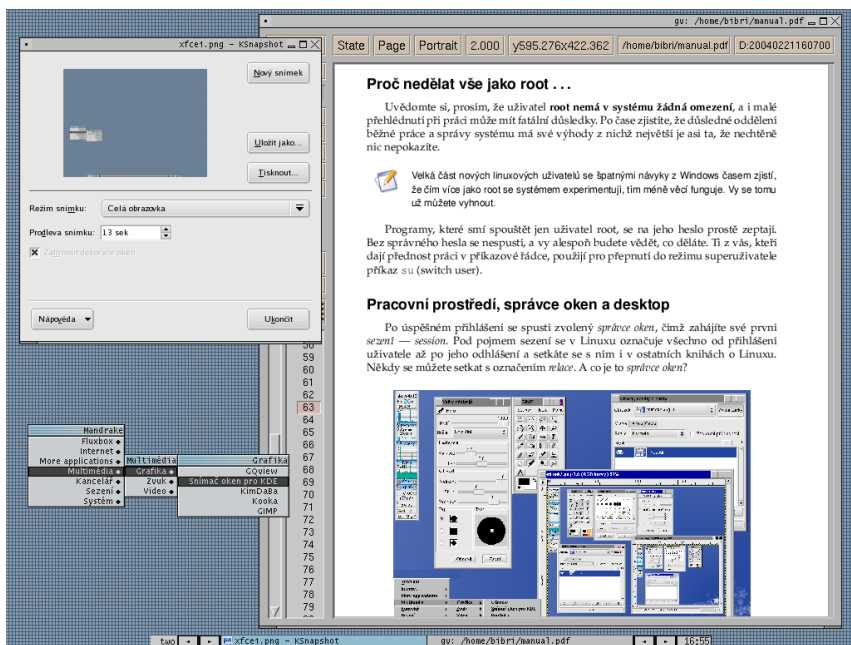 gv: /home/bibri/manual.pdf
xfce1.png – KSnapshot
Nový snímek
Uložit jako...
Tisknout...
Režim snímku: Celá obrazovka
Prodleva snímku: 13 sek
Zahrnout dekorace oken
Nápověda
Ukončit
State Page Portrait 2.000 y595.276x422.362 /home/bibri/manual.pdf D:20040221160700
Proč nedělat vše jako root . . .
Uvědomte si, prosím, že uživatel root nemá v systému žádná omezení, a i malé
přehlédnutí při práci může mít fatální důsledky. Po čase zjistíte, že důsledné oddělení
běžné práce a správy systému má své výhody z nichž největší je asi ta, že nechtěně
nic nepokazíte.
Velká část nových linuxových uživatelů se špatnými návyky z Windows časem zjistí,
že čím více jako root se systémem experimentují, tím méně věcí funguje. Vy se tomu
už můžete vyhnout.
Programy, které smí spouštět jen uživatel root, se na jeho heslo prostě zeptají.
Bez správného hesla se nespustí, a vy alespoň budete vědět, co děláte. Ti z vás, kteří
dají přednost práci v příkazové řádce, použijí pro přepnutí do režimu superuživatele
příkaz su (switch user).
Pracovní prostředí, správce oken a desktop
Po úspěšném přihlášení se spustí zvolený správce oken, čímž zahájíte své první
sezení — session. Pod pojmem sezení se v Linuxu označuje všechno od přihlášení
uživatele až po jeho odhlášení a setkáte se s ním i v ostatních knihách o Linuxu.
Někdy se můžete setkat s označením relace. A co je to správce oken?
58
59
60
61
62
63
64
65
66
67
68
69
70
71
72
73
74
75
76
77
78
79
Mandrake
Fluxbox
Internet
More applications
Multimédia
Kancelář
Sezení
Systém
Multimédia
Grafika
Zvuk
Video
Grafika
GQview
Snímač oken pro KDE
KimDaBa
Kooka
GIMP
GIMP
two xfce1.png – KSnapshot gv: /home/bibri/manual.pdf 16:55